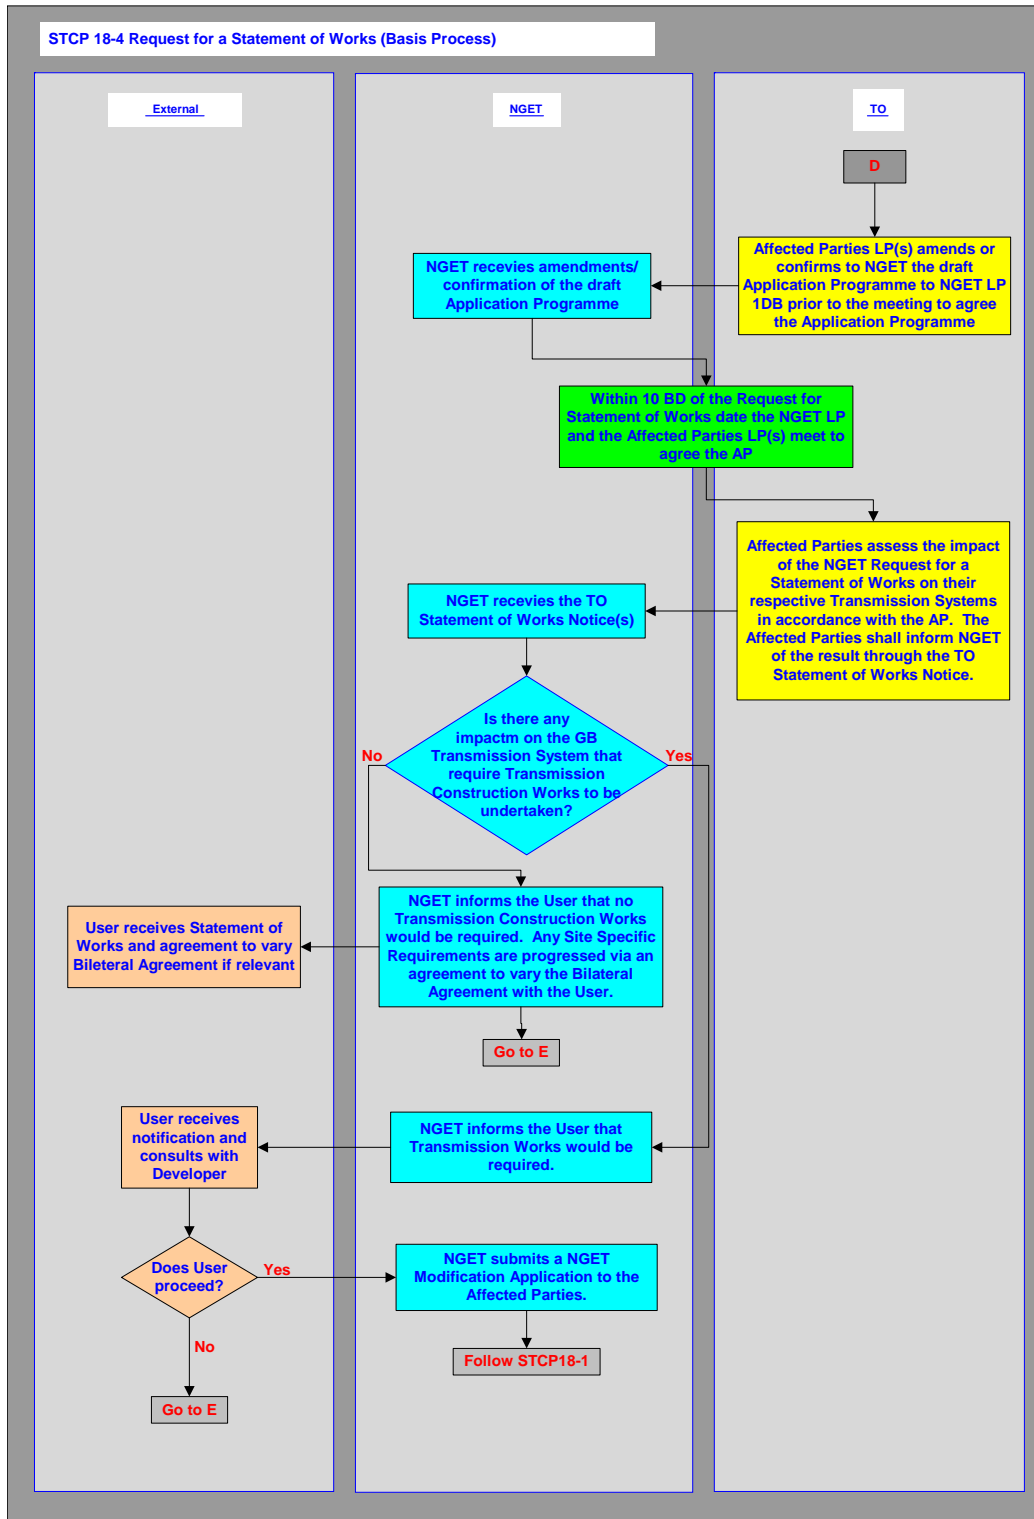 STCP 18-4 Request for a Statement of Works (Basis Process)
External
NGET
TO
D
Affected Parties LP(s) amends or
confirms to NGET the draft
Application Programme to NGET LP
1DB prior to the meeting to agree
the Application Programme
NGET recevies amendments/
confirmation of the draft
Application Programme
Within 10 BD of the Request for
Statement of Works date the NGET LP
and the Affected Parties LP(s) meet to
agree the AP
Affected Parties assess the impact
of the NGET Request for a
Statement of Works on their
respective Transmission Systems
in accordance with the AP. The
Affected Parties shall inform NGET
of the result through the TO
Statement of Works Notice.
NGET recevies the TO
Statement of Works Notice(s)
Is there any
impactm on the GB
Transmission System that
require Transmission
Construction Works to be
undertaken?
No
Yes
NGET informs the User that no
Transmission Construction Works
would be required. Any Site Specific
Requirements are progressed via an
agreement to vary the Bilateral
Agreement with the User.
User receives Statement of
Works and agreement to vary
Bileteral Agreement if relevant
Go to E
NGET informs the User that
Transmission Works would be
required.
User receives
notification and
consults with
Developer
Does User
proceed?
Yes
NGET submits a NGET
Modification Application to the
Affected Parties.
No
Follow STCP18-1
Go to E